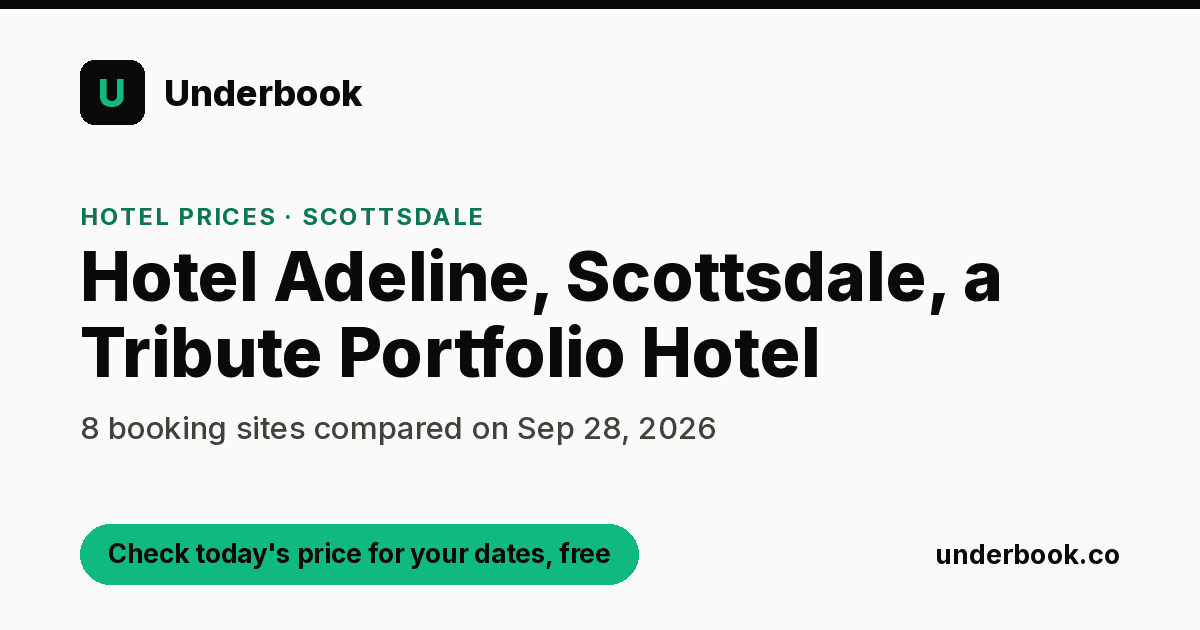 U
Underbook
HOTEL PRICES · SCOTTSDALE
Hotel Adeline, Scottsdale, a
Tribute Portfolio Hotel
8 booking sites compared on Sep 28, 2026
Check today's price for your dates, free
underbook.co